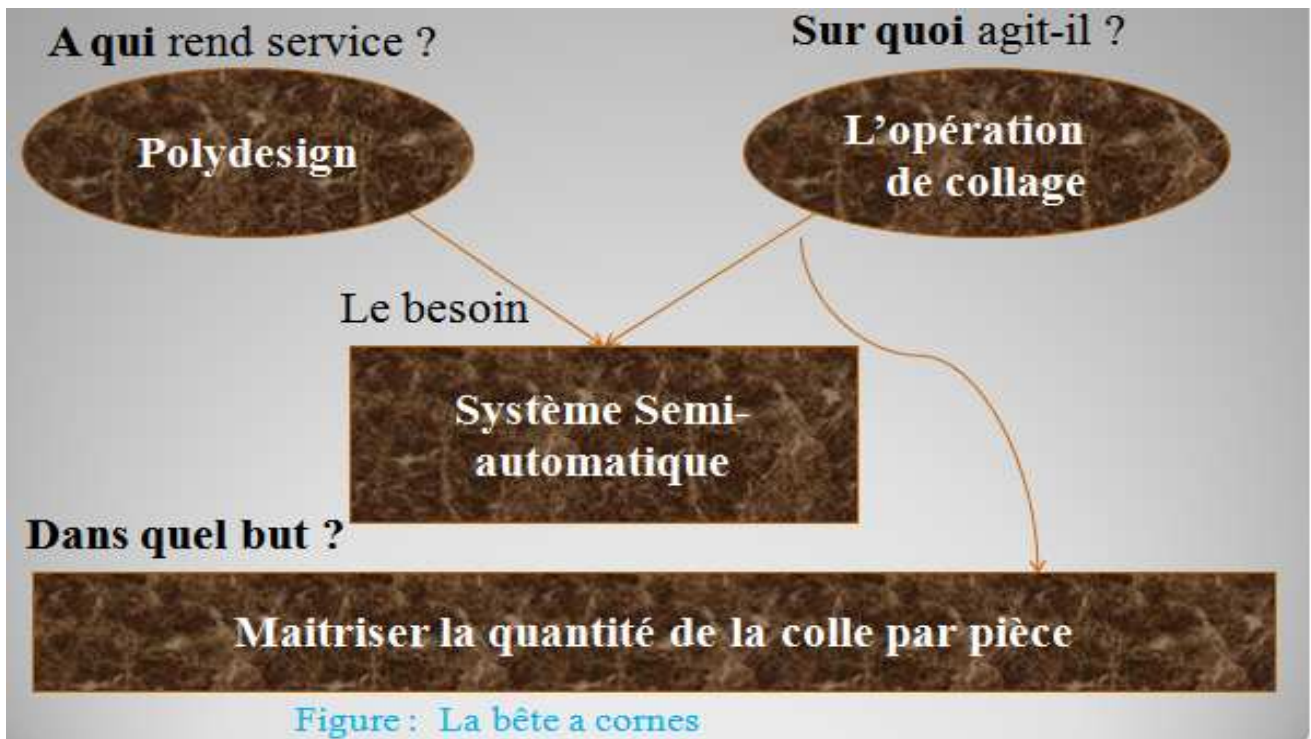 A qui rend service ?
Sur quoi agit-il ?
Polydesign
L’opération
de collage
Le besoin
Système Semi-
automatique
Dans quel but ?
Maitriser la quantité de la colle par pièce
Figure : La bête a cornes